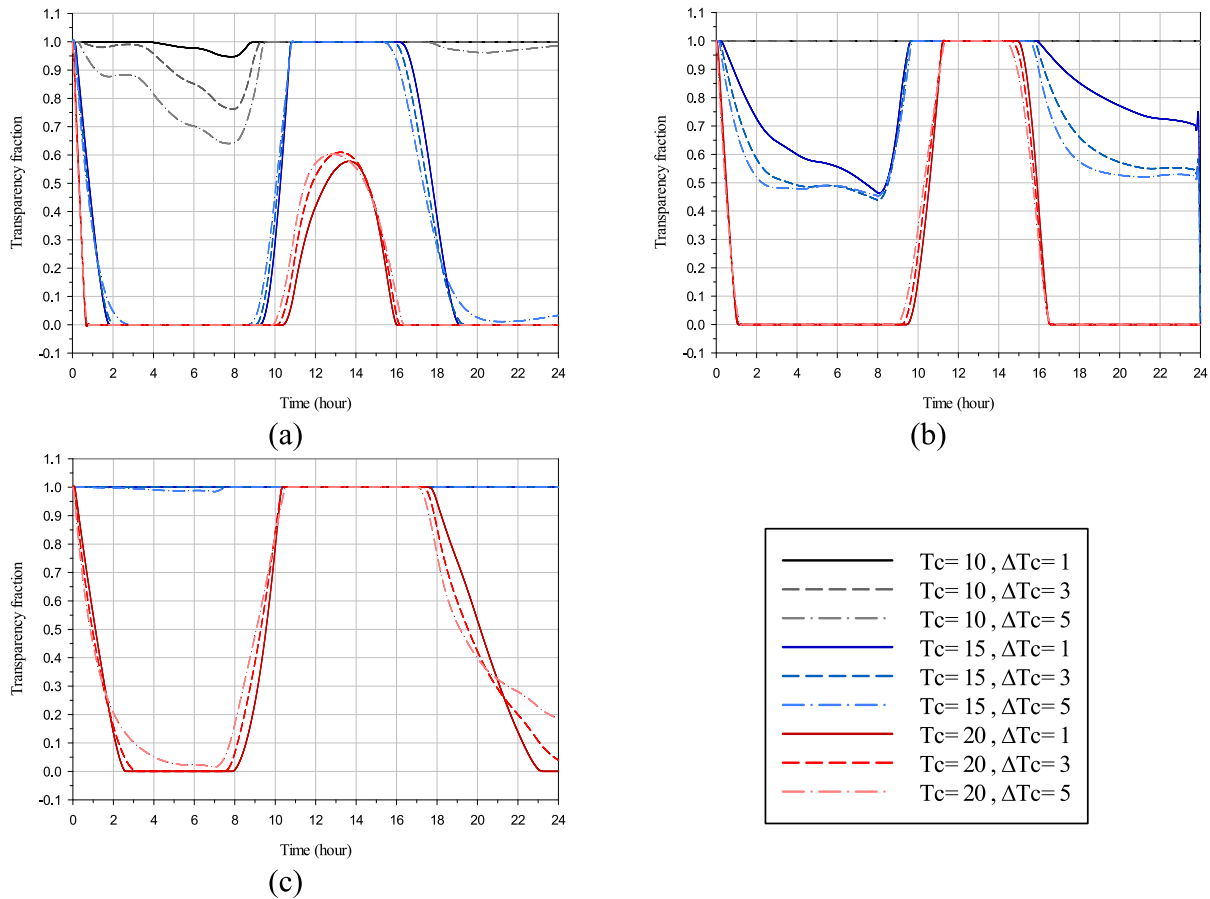 1.1
1.0
0.9
0.8
0.7
0.6
0.5
0.4
0.3
0.2
0.1
0.0
-0.1
Transparency fraction
0 2 4 6 8 10 12 14 16 18 20 22 24
Time (hour)
(a)
1.1
1.0
0.9
0.8
0.7
0.6
0.5
0.4
0.3
0.2
0.1
0.0
-0.1
Transparency fraction
0 2 4 6 8 10 12 14 16 18 20 22 24
Time (hour)
(b)
1.1
1.0
0.9
0.8
0.7
0.6
0.5
0.4
0.3
0.2
0.1
0.0
-0.1
Transparency fraction
0 2 4 6 8 10 12 14 16 18 20 22 24
Time (hour)
(c)
Tc= 10 , ΔTc= 1
Tc= 10 , ΔTc= 3
Tc= 10 , ΔTc= 5
Tc= 15 , ΔTc= 1
Tc= 15 , ΔTc= 3
Tc= 15 , ΔTc= 5
Tc= 20 , ΔTc= 1
Tc= 20 , ΔTc= 3
Tc= 20 , ΔTc= 5